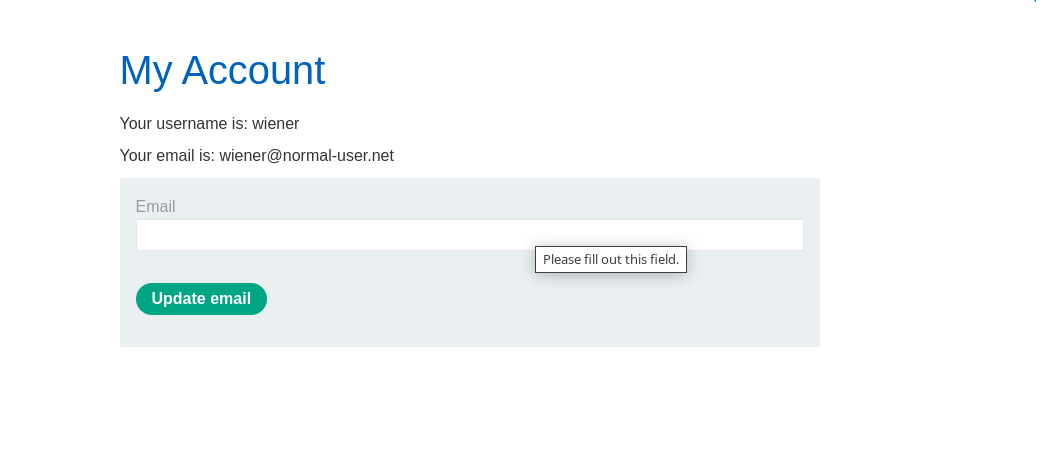 My Account
Your username is: wiener
Your email is: wiener@normal-user.net
Email
Please fill out this field.
Update email